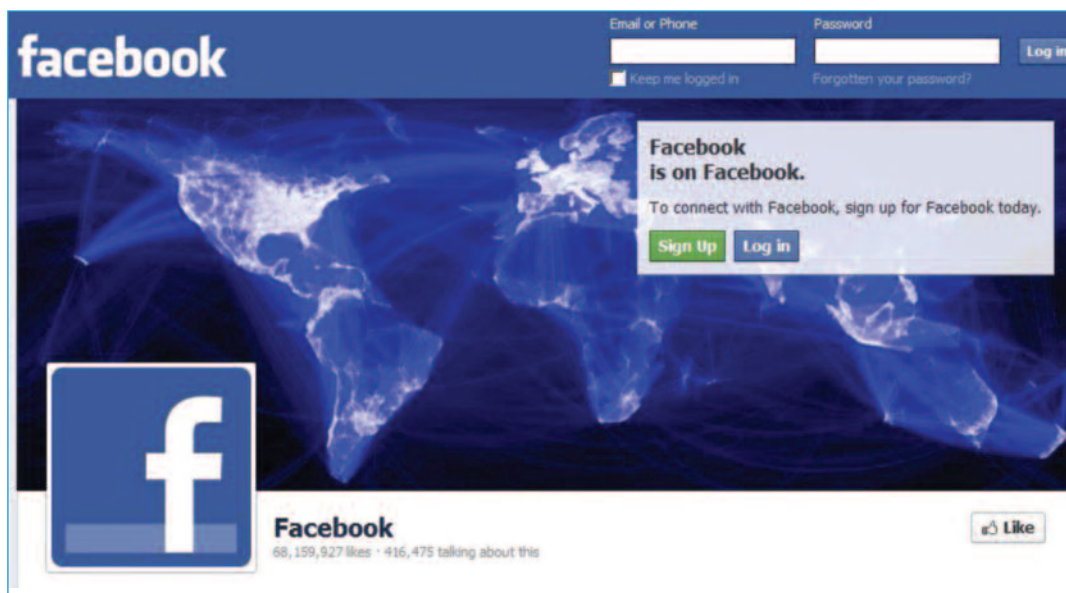 facebook
Email or Phone
Password
Log in
Keep me logged in
Forgotten your password?
Facebook
is on Facebook.
To connect with Facebook, sign up for Facebook today.
Sign Up
Log in
f
Facebook
68,159,927 likes · 416,475 talking about this
Like